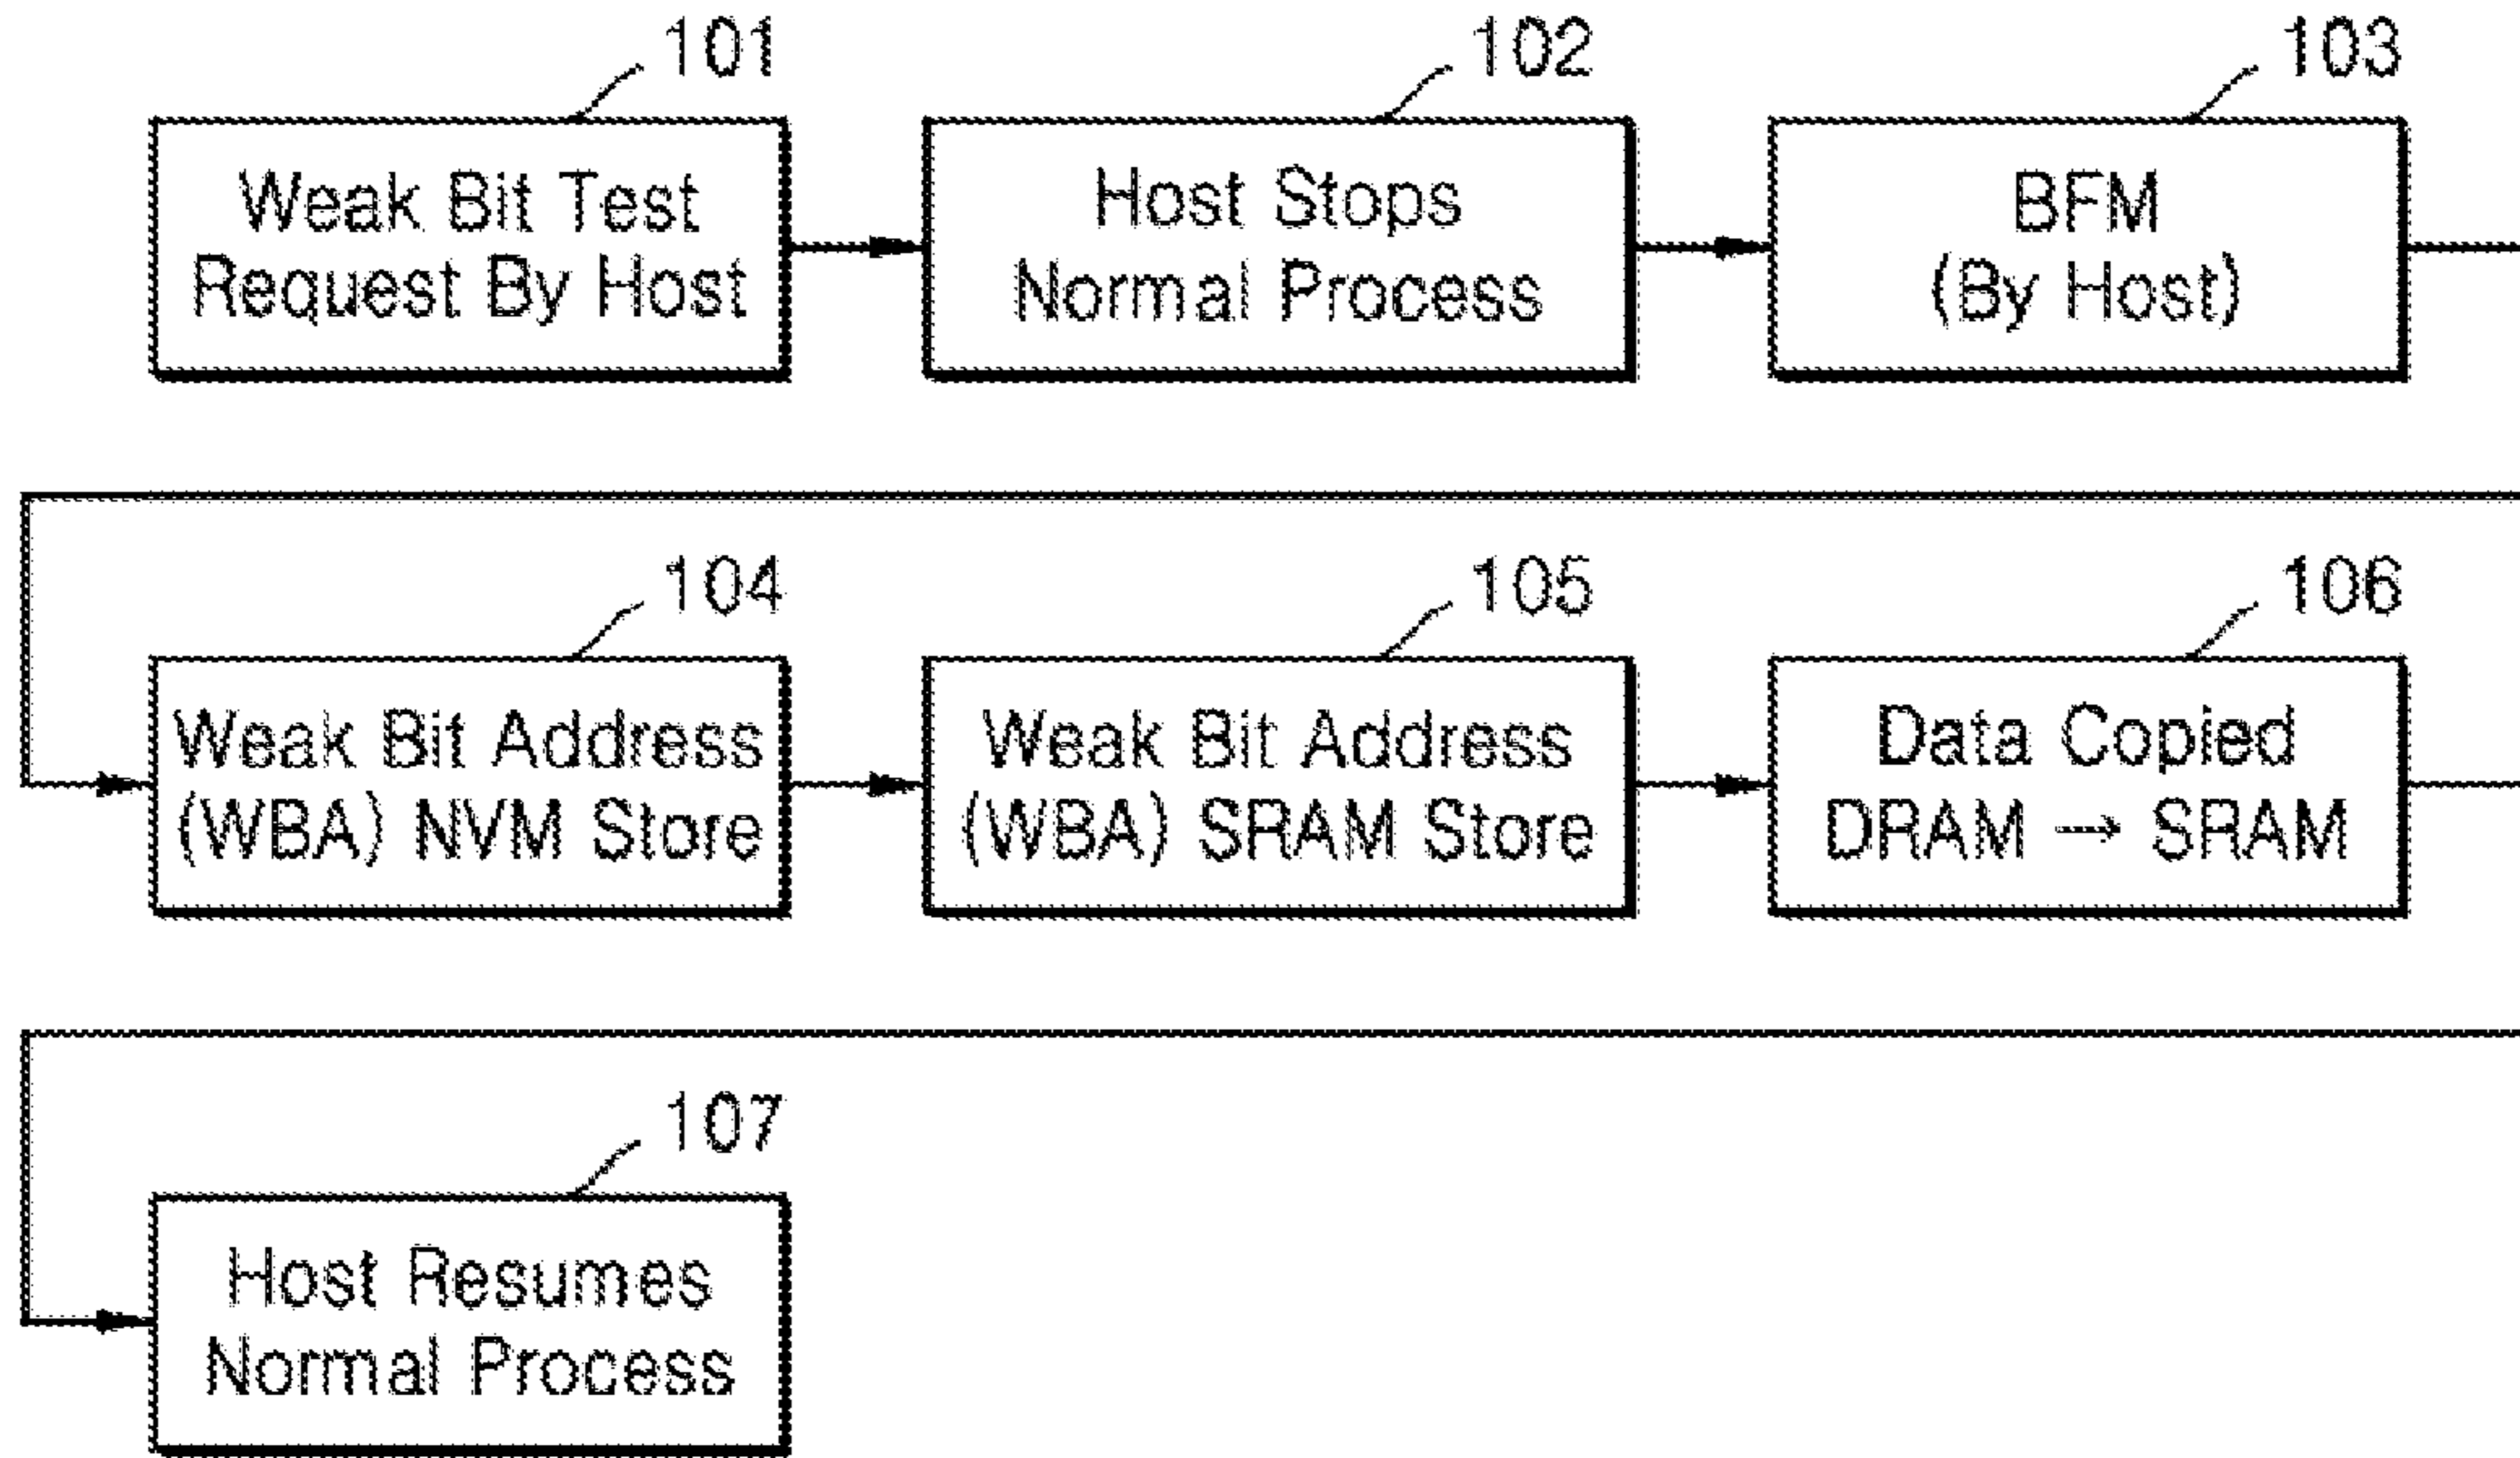 101
102
103
Weak Bit Test
Request By Host
Host Stops
Normal Process
BFM
(By Host)
104
105
106
Weak Bit Address
(WBA) NVM Store
Weak Bit Address
(WBA) SRAM Store
Data Copied
DRAM → SRAM
107
Host Resumes
Normal Process